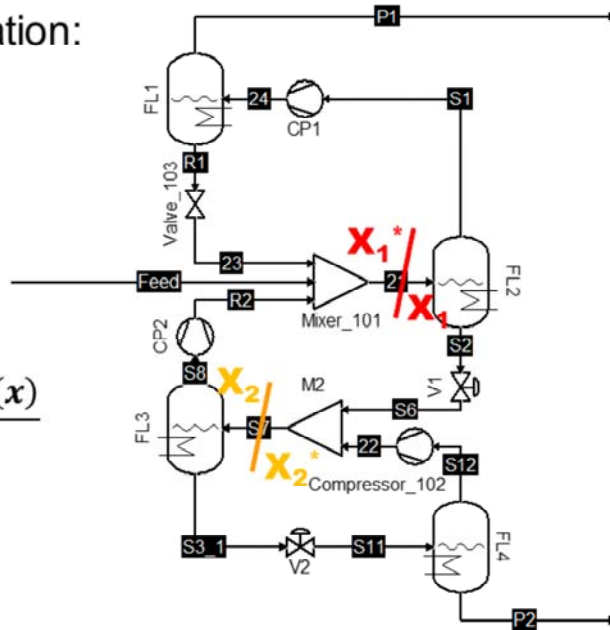 ation:
P1
FL1
24
CP1
S1
R1
Valve_103
23
X₁*
Feed
21
FL2
R2
Mixer_101
X₁
CP2
S2
S8
M2
V1
(x)
X₂
S6
FL3
S7
22
S12
X₂*
Compressor_102
S3_1
V2
S11
FL4
P2